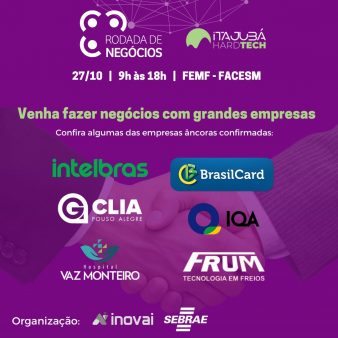 RODADA DE
NEGÓCIOS
ITAJUBÁ
HARDTECH
27/10 | 9h às 18h | FEMF - FACESM
Venha fazer negócios com grandes empresas
Confira algumas das empresas âncoras confirmadas:
intelbras
BrasilCard
CLIA
POUSO ALEGRE
IQA
Hospital
VAZ MONTEIRO
FRUM
TECNOLOGIA EM FREIOS
Organização: inovai SEBRAE